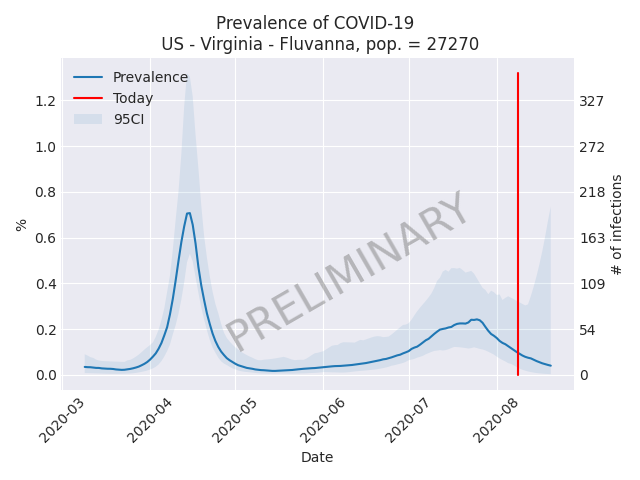 Prevalence of COVID-19
US - Virginia - Fluvanna, pop. = 27270
Prevalence
Today
95CI
PRELIMINARY
%
1.2
1.0
0.8
0.6
0.4
0.2
0.0
327
272
218
163
109
54
0
# of infections
2020-03
2020-04
2020-05
2020-06
2020-07
2020-08
Date